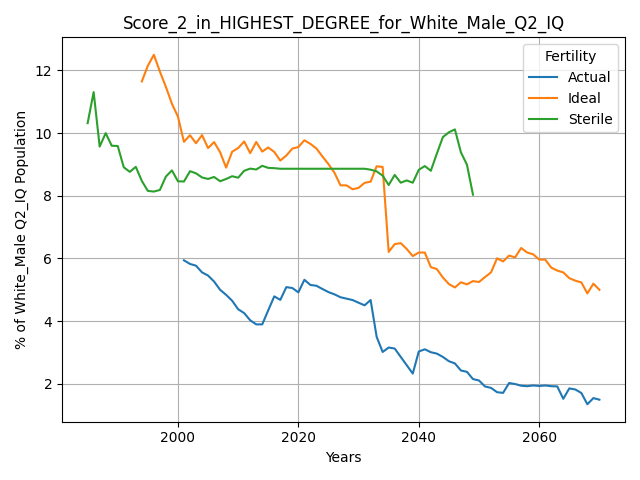 Score_2_in_HIGHEST_DEGREE_for_White_Male_Q2_IQ
Fertility
Actual
Ideal
Sterile
% of White_Male Q2_IQ Population
12
10
8
6
4
2
2000
2020
2040
2060
Years